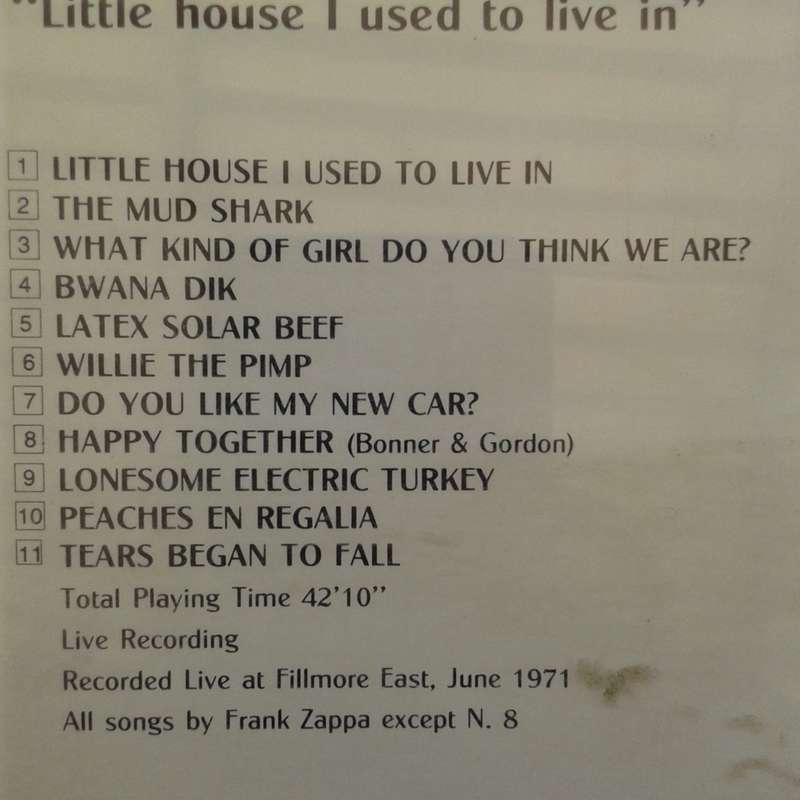 "Little house I used to live in"
1 LITTLE HOUSE I USED TO LIVE IN
2 THE MUD SHARK
3 WHAT KIND OF GIRL DO YOU THINK WE ARE?
4 BWANA DIK
5 LATEX SOLAR BEEF
6 WILLIE THE PIMP
7 DO YOU LIKE MY NEW CAR?
8 HAPPY TOGETHER (Bonner & Gordon)
9 LONESOME ELECTRIC TURKEY
10 PEACHES EN REGALIA
11 TEARS BEGAN TO FALL
Total Playing Time 42'10''
Live Recording
Recorded Live at Fillmore East, June 1971
All songs by Frank Zappa except N. 8